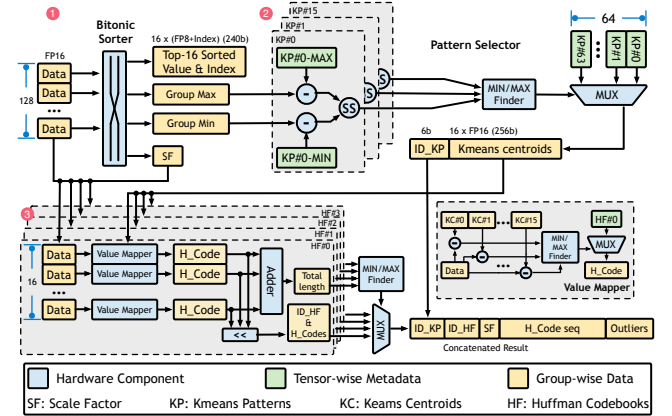 1
Bitonic
Sorter
FP16
Data
Data
...
Data
128
16 x (FP8+Index) (240b)
Top-16 Sorted
Value & Index
Group Max
Group Min
SF
2
KP#15
KP#1
KP#0
KP#0-MAX
-
-
KP#0-MIN
SS
S
S
Pattern Selector
MIN/MAX
Finder
64
KP#63
...
KP#1
KP#0
MUX
6b
16 x FP16 (256b)
ID_KP
Kmeans centroids
3
HF#3
HF#2
HF#1
HF#0
16
Data
Value Mapper
H_Code
Data
Value Mapper
H_Code
...
Data
Value Mapper
H_Code
Adder
<<
Total
length
ID_HF
&
H_Codes
MIN/MAX
Finder
MUX
KC#0
KC#1
...
KC#15
-
-
...
-
Data
MIN/
MAX
Finder
HF#0
MUX
H_Code
Value Mapper
ID_KP
ID_HF
SF
H_Code seq
Outliers
Concatenated Result
Hardware Component
Tensor-wise Metadata
Group-wise Data
SF: Scale Factor
KP: Kmeans Patterns
KC: Keams Centroids
HF: Huffman Codebooks